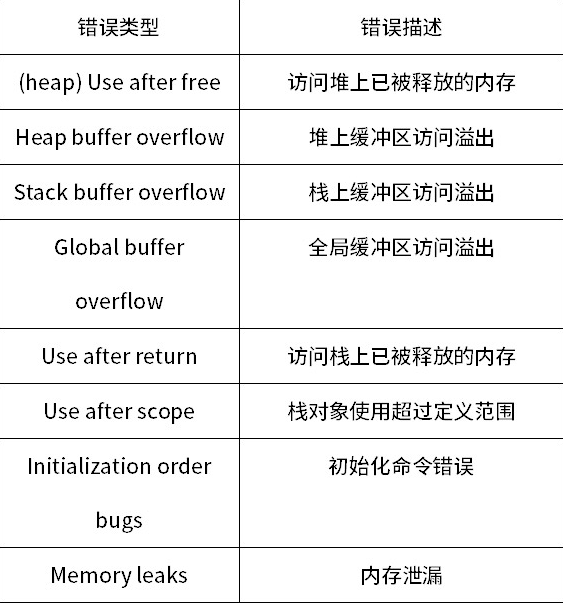 错误类型 错误描述
(heap) Use after free 访问堆上已被释放的内存
Heap buffer overflow 堆上缓冲区访问溢出
Stack buffer overflow 栈上缓冲区访问溢出
Global buffer 全局缓冲区访问溢出
overflow
Use after return 访问栈上已被释放的内存
Use after scope 栈对象使用超过定义范围
Initialization order 初始化命令错误
bugs
Memory leaks 内存泄漏